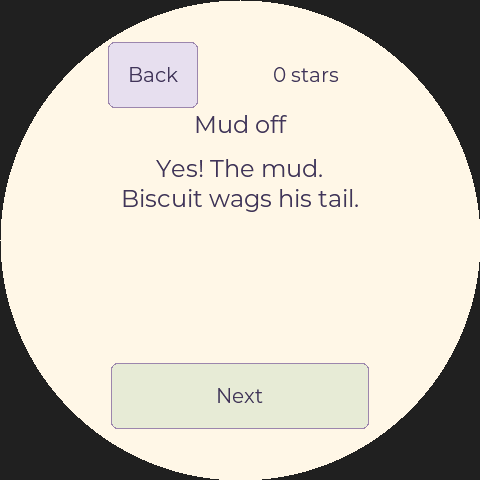 Back
0 stars
Mud off
Yes! The mud.
Biscuit wags his tail.
Next